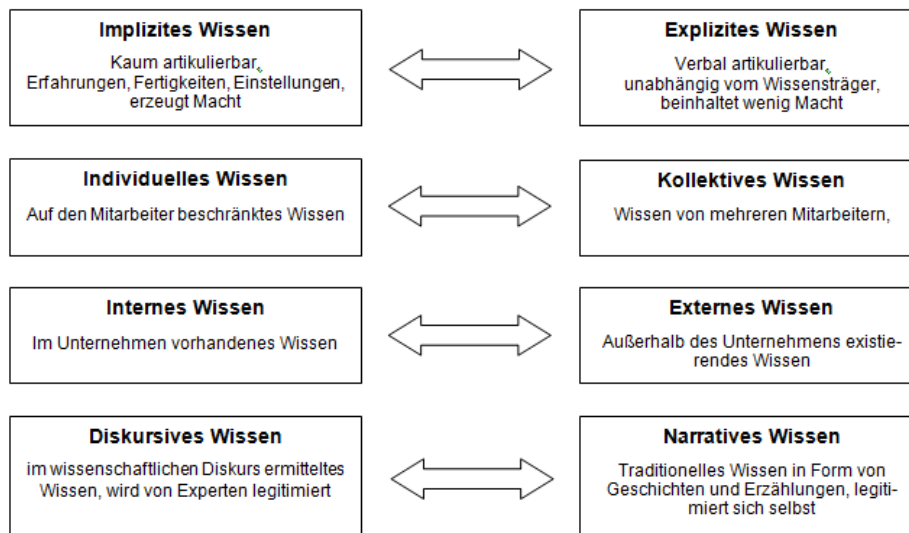 Implizites Wissen
Kaum artikulierbar,
Erfahrungen, Fertigkeiten, Einstellungen,
erzeugt Macht
Explizites Wissen
Verbal artikulierbar,
unabhängig vom Wissensträger,
beinhaltet wenig Macht
Individuelles Wissen
Auf den Mitarbeiter beschränktes Wissen
Kollektives Wissen
Wissen von mehreren Mitarbeitern,
Internes Wissen
Im Unternehmen vorhandenes Wissen
Externes Wissen
Außerhalb des Unternehmens existie-
rendes Wissen
Diskursives Wissen
im wissenschaftlichen Diskurs ermitteltes
Wissen, wird von Experten legitimiert
Narratives Wissen
Traditionelles Wissen in Form von
Geschichten und Erzählungen, legiti-
miert sich selbst